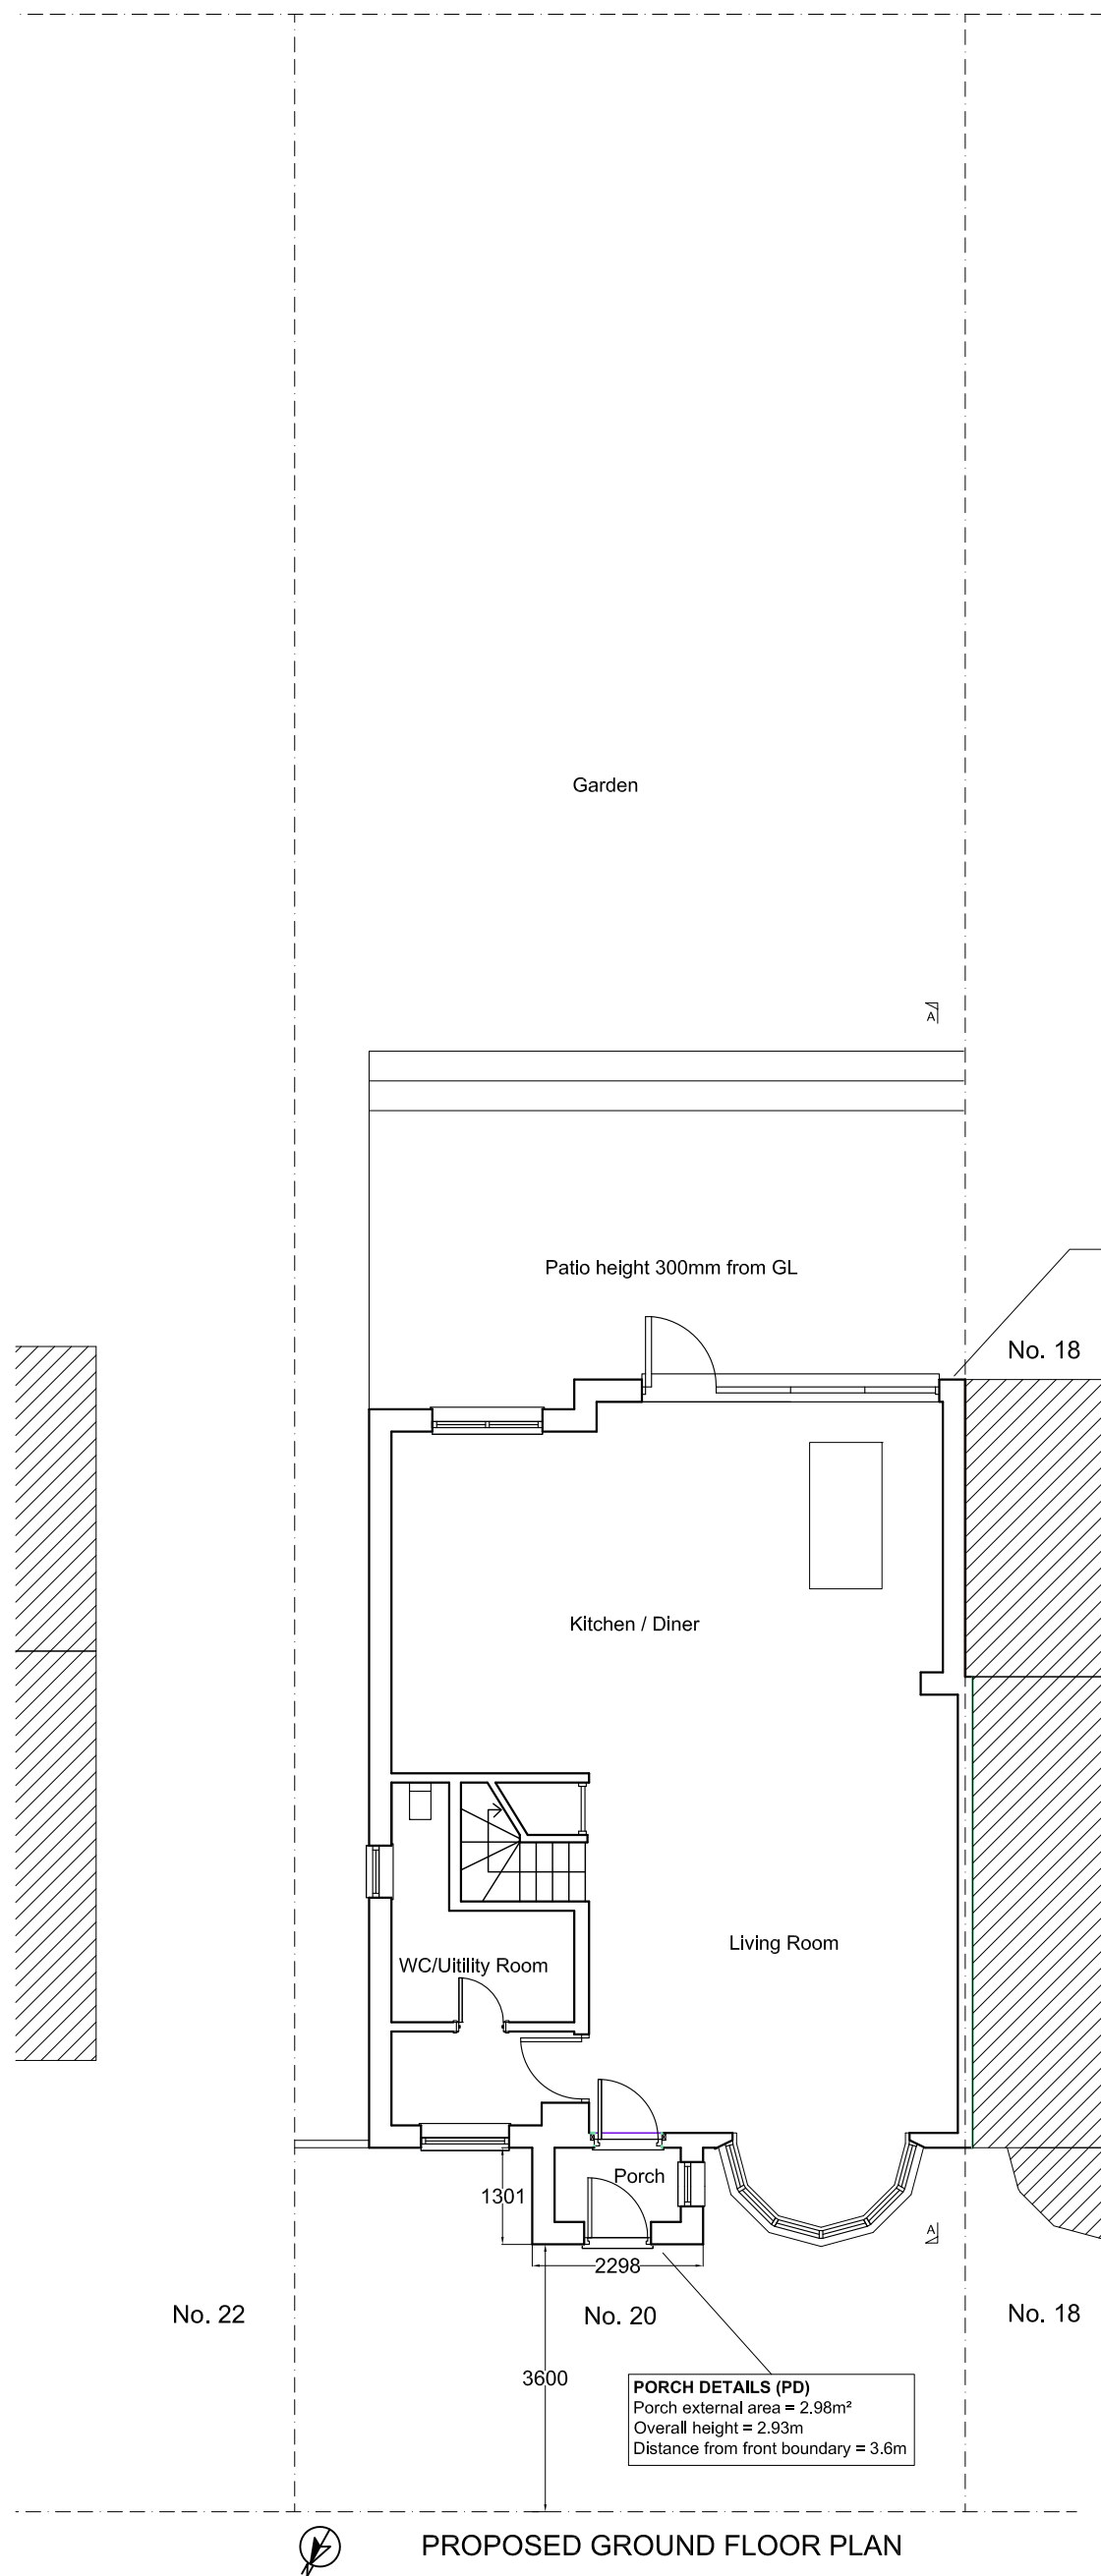 Garden
A
Patio height 300mm from GL
No. 18
Kitchen / Diner
Living Room
WC/Uitility Room
Porch
1301
A
2298
No. 22
No. 20
No. 18
3600
PORCH DETAILS (PD)
Porch external area = 2.98m²
Overall height = 2.93m
Distance from front boundary = 3.6m
PROPOSED GROUND FLOOR PLAN